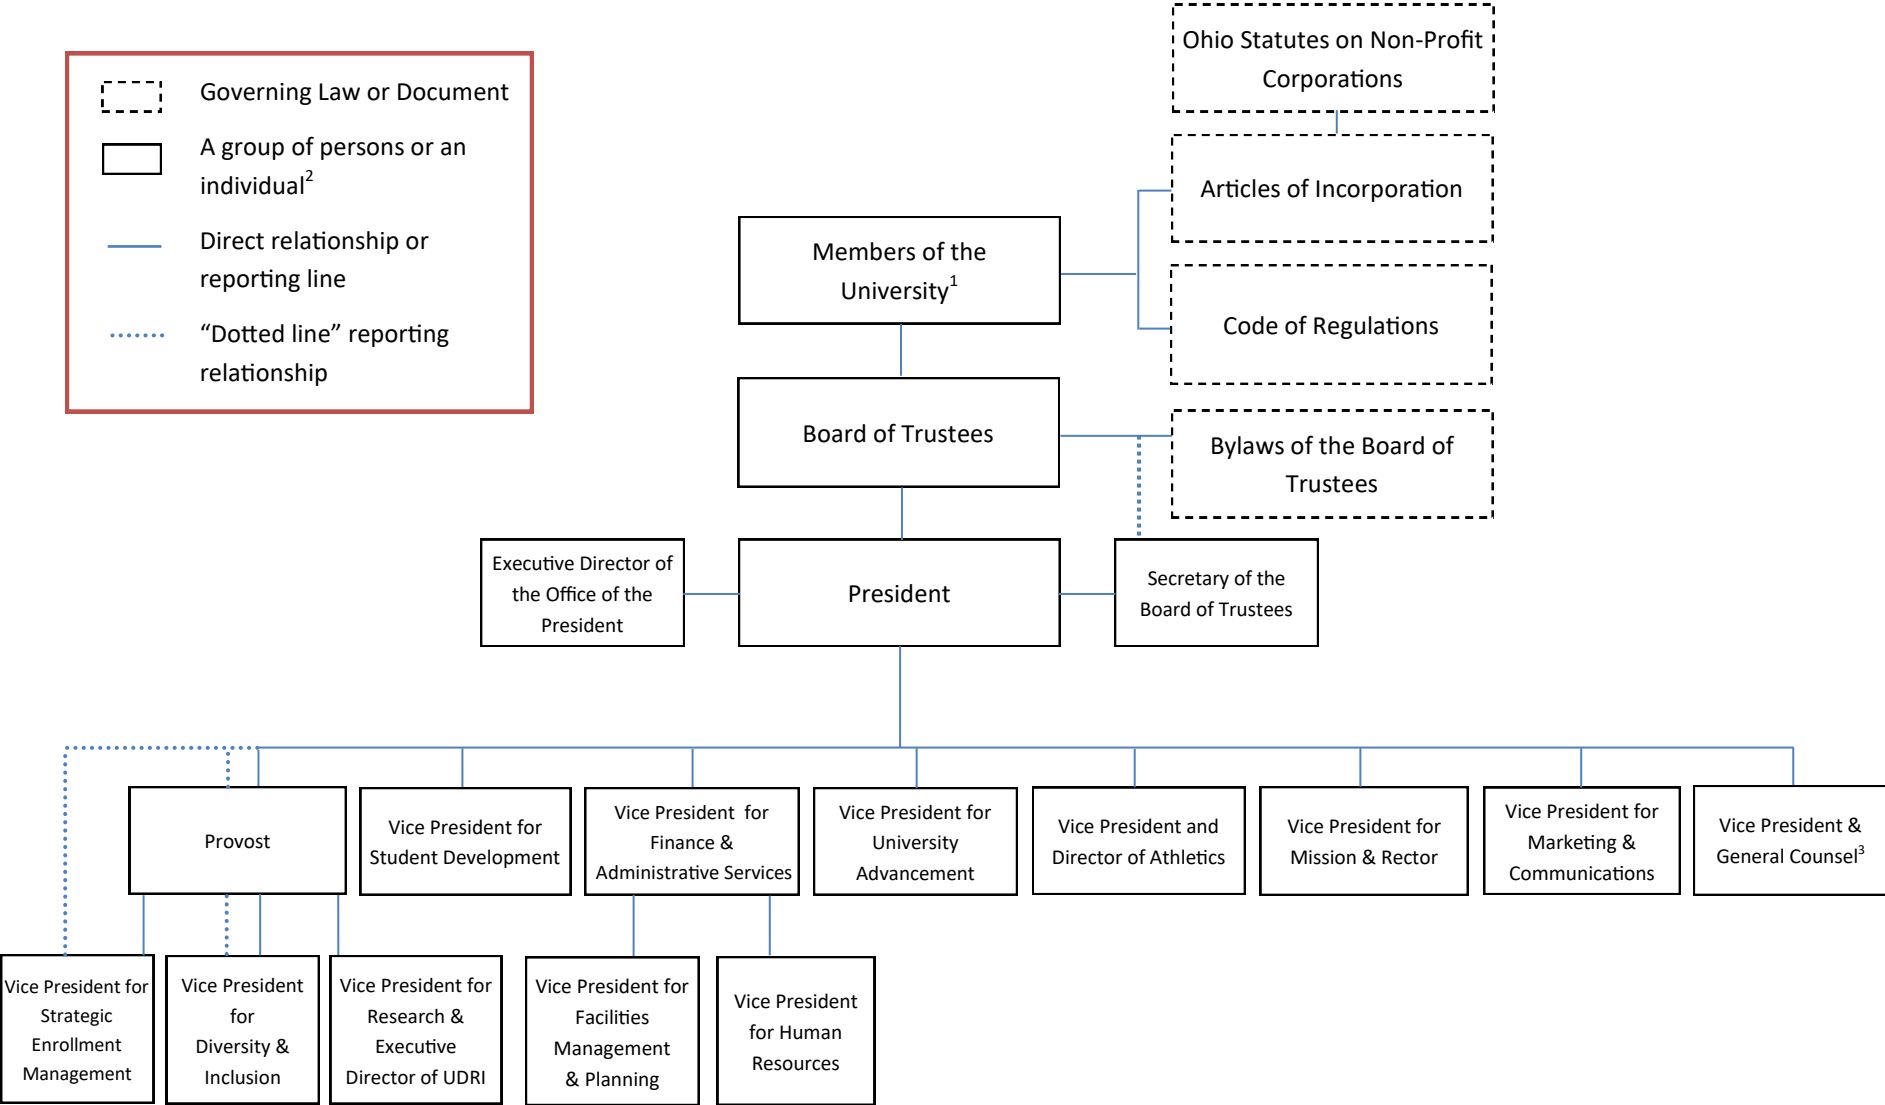 Governing Law or Document
A group of persons or an
individual²
Direct relationship or
reporting line
“Dotted line” reporting
relationship
Ohio Statutes on Non-Profit
Corporations
Articles of Incorporation
Members of the
University¹
Code of Regulations
Board of Trustees
Bylaws of the Board of
Trustees
Executive Director of
the Office of the
President
President
Secretary of the
Board of Trustees
Provost
Vice President for
Student Development
Vice President for
Finance &
Administrative Services
Vice President for
University
Advancement
Vice President and
Director of Athletics
Vice President for
Mission & Rector
Vice President for
Marketing &
Communications
Vice President &
General Counsel³
Vice President for
Strategic
Enrollment
Management
Vice President
for
Diversity &
Inclusion
Vice President for
Research &
Executive
Director of UDRI
Vice President for
Facilities
Management
& Planning
Vice President
for Human
Resources